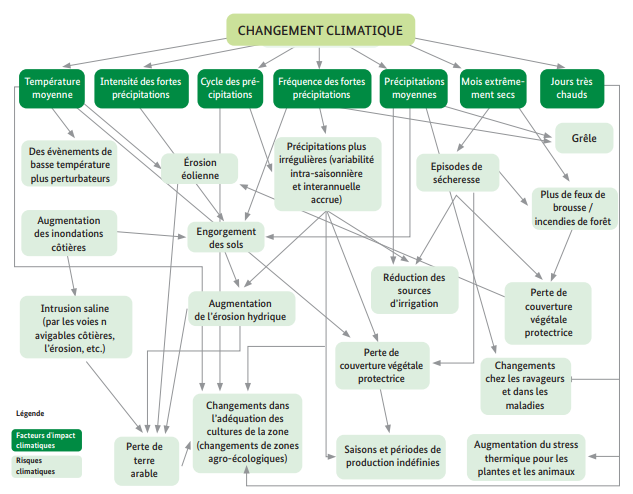 CHANGEMENT CLIMATIQUE
Température
moyenne
Intensité des fortes
précipitations
Cycle des pré-
cipitations
Fréquence des fortes
précipitations
Précipitations
moyennes
Mois extrême-
ment secs
Jours très
chauds
Grêle
Des évènements de
basse température
plus perturbateurs
Érosion
éolienne
Précipitations plus
irrégulières (variabilité
intra-saisonnière
et interannuelle
accrue)
Episodes de
sécheresse
Plus de feux de
brousse /
incendies de forêt
Augmentation
des inondations
côtières
Engorgement
des sols
Réduction des
sources
d'irrigation
Perte de
couverture
végétale
protectrice
Intrusion saline
(par les voies n
avigables côtières,
l'érosion, etc.)
Augmentation
de l'érosion hydrique
Perte de
couverture végétale
protectrice
Changements
chez les ravageurs
et dans les
maladies
Légende
Facteurs d'impact
climatiques
Risques
climatiques
Perte de
terre
arable
Changements dans
l'adéquation des
cultures de la zone
(changements de zones
agro-écologiques)
Saisons et périodes de
production indéfinies
Augmentation du stress
thermique pour les
plantes et les animaux